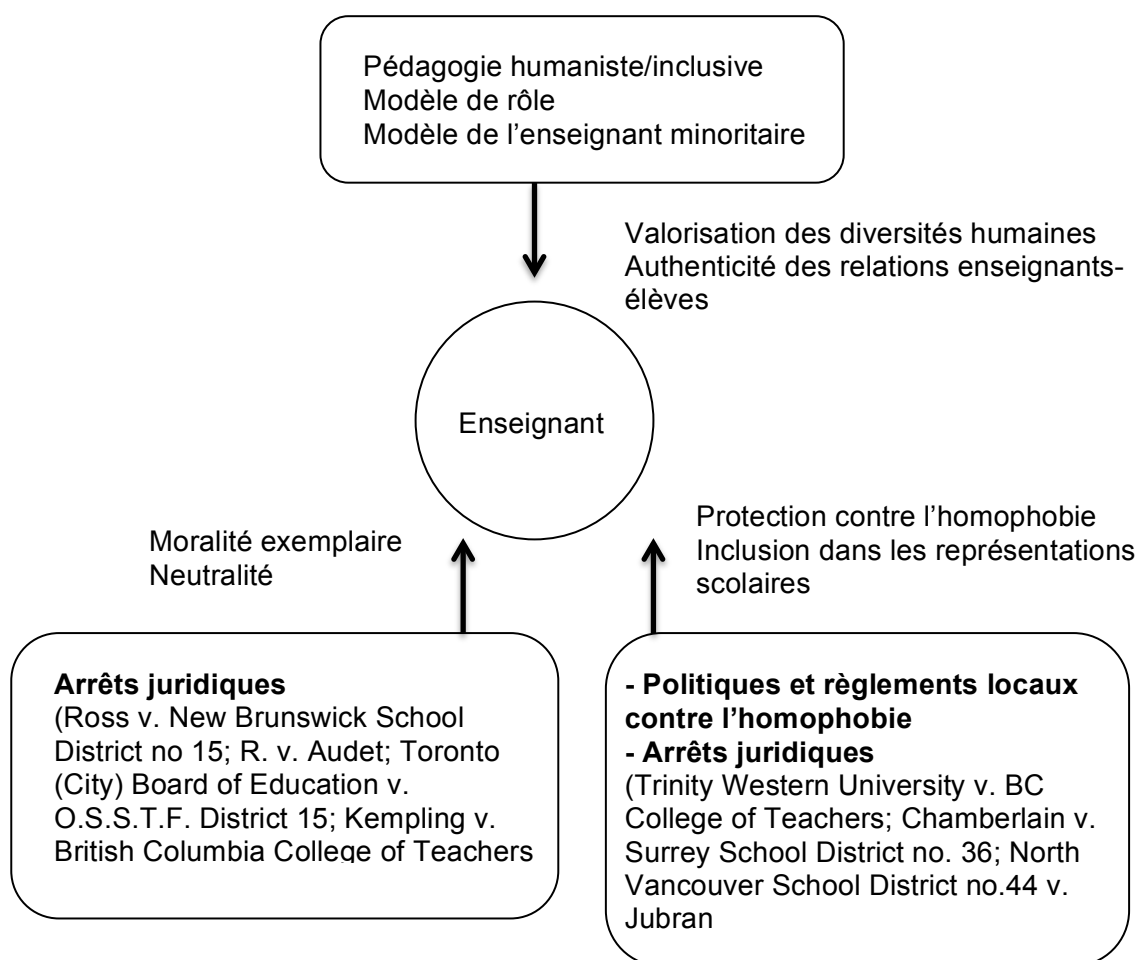 Pédagogie humaniste/inclusive
Modèle de rôle
Modèle de l’enseignant minoritaire
Valorisation des diversités humaines
Authenticité des relations enseignants-
élèves
Enseignant
Moralité exemplaire
Neutralité
Protection contre l’homophobie
Inclusion dans les représentations
scolaires
Arrêts juridiques
(Ross v. New Brunswick School
District no 15; R. v. Audet; Toronto
(City) Board of Education v.
O.S.S.T.F. District 15; Kempling v.
British Columbia College of Teachers
- Politiques et règlements locaux
contre l’homophobie
- Arrêts juridiques
(Trinity Western University v. BC
College of Teachers; Chamberlain v.
Surrey School District no. 36; North
Vancouver School District no.44 v.
Jubran